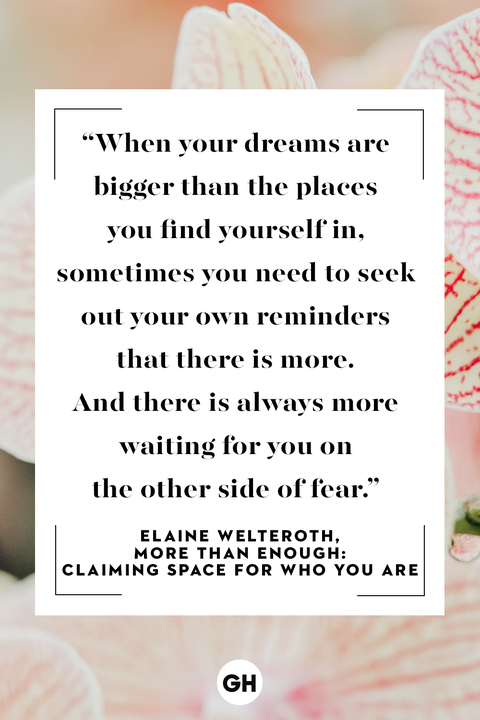 “When your dreams are
bigger than the places
you find yourself in,
sometimes you need to seek
out your own reminders
that there is more.
And there is always more
waiting for you on
the other side of fear.”
ELAINE WELTEROTH,
MORE THAN ENOUGH:
CLAIMING SPACE FOR WHO YOU ARE
GH